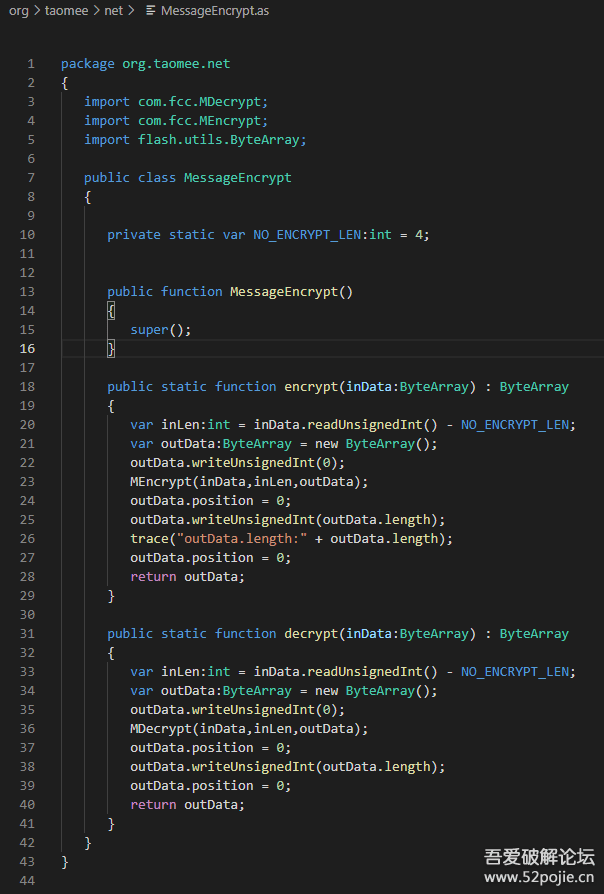 org > taomee > net > MessageEncrypt.as
1 package org.taomee.net
2 {
3 import com.fcc.MDecrypt;
4 import com.fcc.MEncrypt;
5 import flash.utils.ByteArray;
6
7 public class MessageEncrypt
8 {
9
10 private static var NO_ENCRYPT_LEN:int = 4;
11
12
13 public function MessageEncrypt()
14 {
15 super();
16 }
17
18 public static function encrypt(inData:ByteArray) : ByteArray
19 {
20 var inLen:int = inData.readUnsignedInt() - NO_ENCRYPT_LEN;
21 var outData:ByteArray = new ByteArray();
22 outData.writeUnsignedInt(0);
23 MEncrypt(inData,inLen,outData);
24 outData.position = 0;
25 outData.writeUnsignedInt(outData.length);
26 trace("outData.length:" + outData.length);
27 outData.position = 0;
28 return outData;
29 }
30
31 public static function decrypt(inData:ByteArray) : ByteArray
32 {
33 var inLen:int = inData.readUnsignedInt() - NO_ENCRYPT_LEN;
34 var outData:ByteArray = new ByteArray();
35 outData.writeUnsignedInt(0);
36 MDecrypt(inData,inLen,outData);
37 outData.position = 0;
38 outData.writeUnsignedInt(outData.length);
39 outData.position = 0;
40 return outData;
41 }
42 }
43 }
44
吾爱破解论坛
www.52pojie.cn